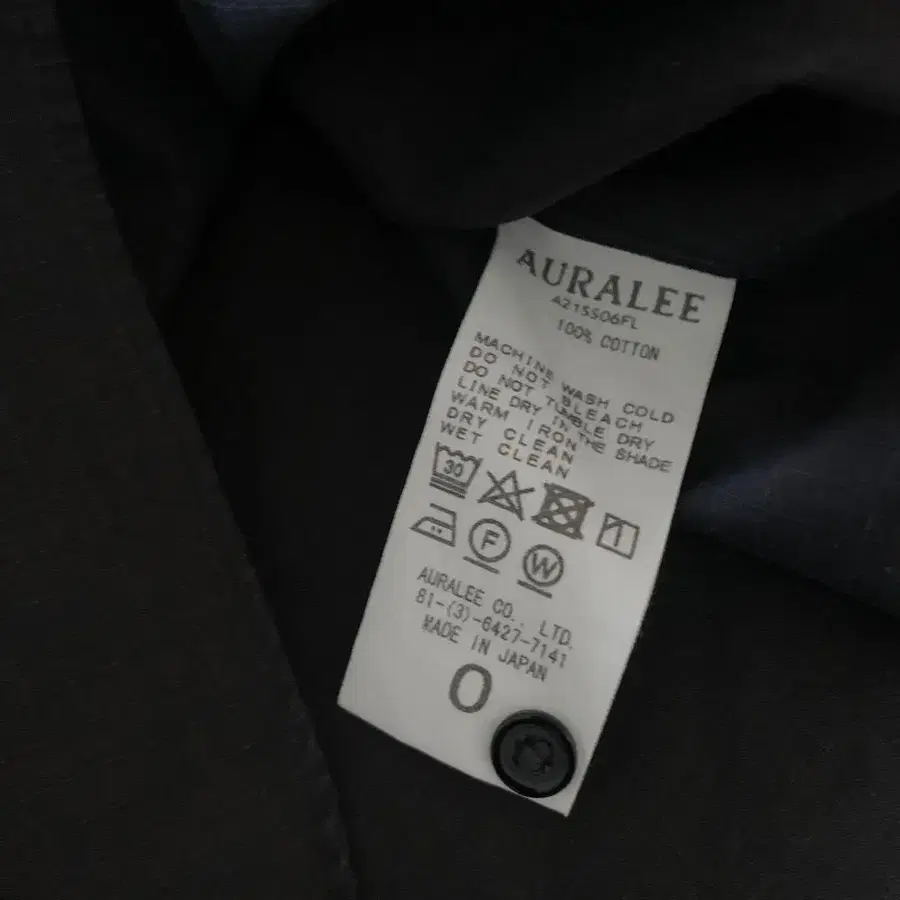 AURALEE
A21SS06FL
100% COTTON
MACHINE WASH COLD
DO NOT BLEACH
DO NOT TUMBLE DRY
LINE DRY IN THE SHADE
WARM IRON
DRY CLEAN
WET CLEAN
30
F
W
AURALEE CO., LTD.
81-(3)-6427-7141
MADE IN JAPAN
0